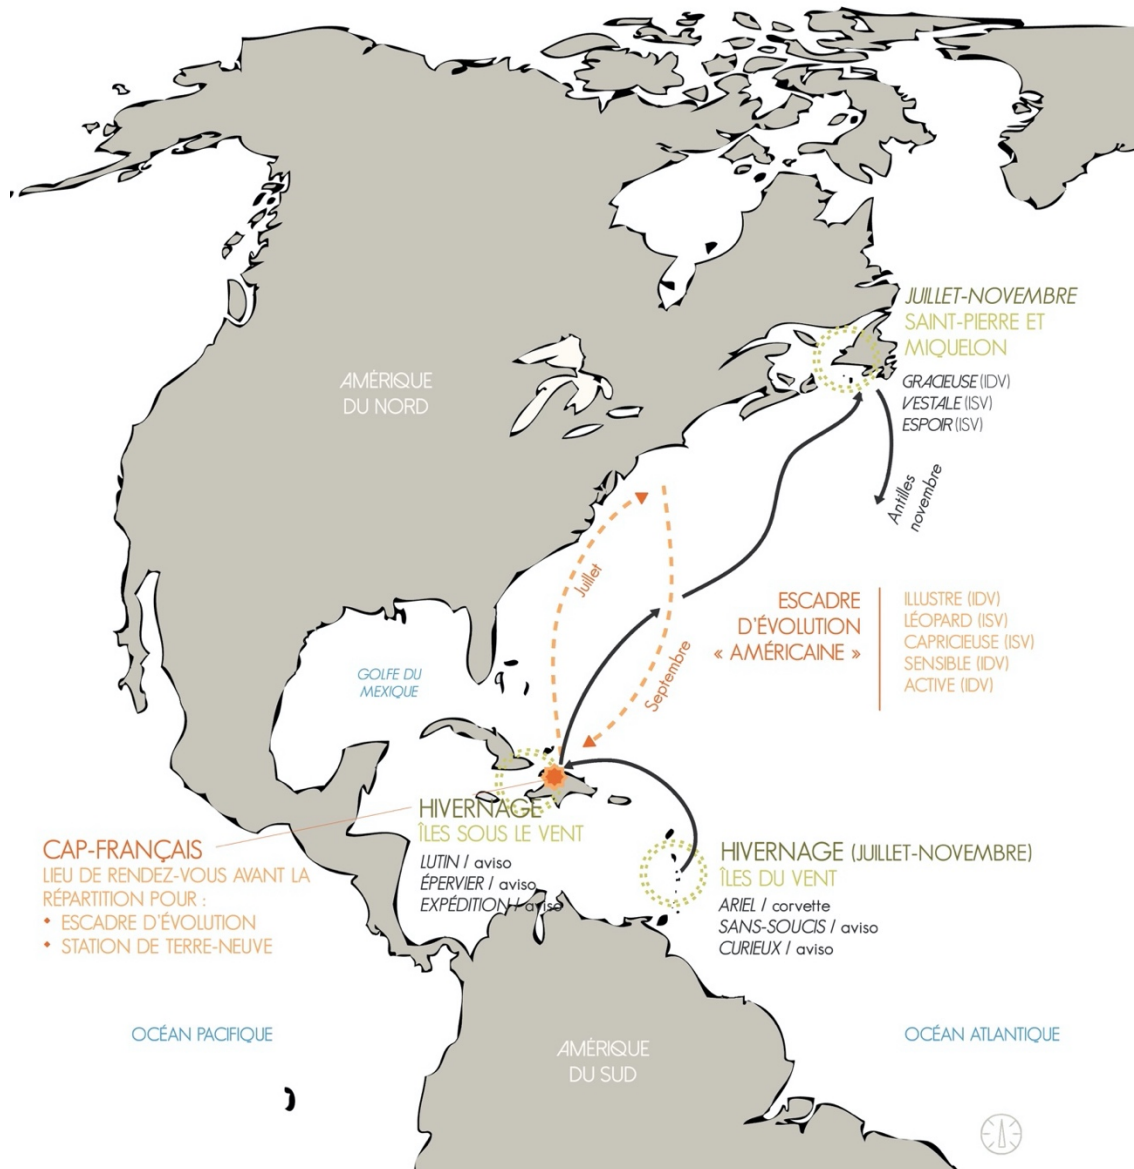 JUILLET-NOVEMBRE
SAINT-PIERRE ET
MIQUELON
GRACIEUSE (IDV)
VESTALE (ISV)
ESPOIR (ISV)
AMÉRIQUE
DU NORD
Antilles
novembre
Juillet
Septembre
ESCADRE
D'ÉVOLUTION
« AMÉRICAINE »
ILLUSTRE (IDV)
LÉOPARD (ISV)
CAPRICIEUSE (ISV)
SENSIBLE (IDV)
ACTIVE (IDV)
GOLFE DU
MEXIQUE
CAP-FRANÇAIS
LIEU DE RENDEZ-VOUS AVANT LA
RÉPARTITION POUR :
• ESCADRE D'ÉVOLUTION
• STATION DE TERRE-NEUVE
HIVERNAGE
ÎLES SOUS LE VENT
LUTIN / aviso
ÉPERVIER / aviso
EXPÉDITION / aviso
HIVERNAGE (JUILLET-NOVEMBRE)
ÎLES DU VENT
ARIEL / corvette
SANS-SOUCIS / aviso
CURIEUX / aviso
OCÉAN PACIFIQUE
AMÉRIQUE
DU SUD
OCÉAN ATLANTIQUE